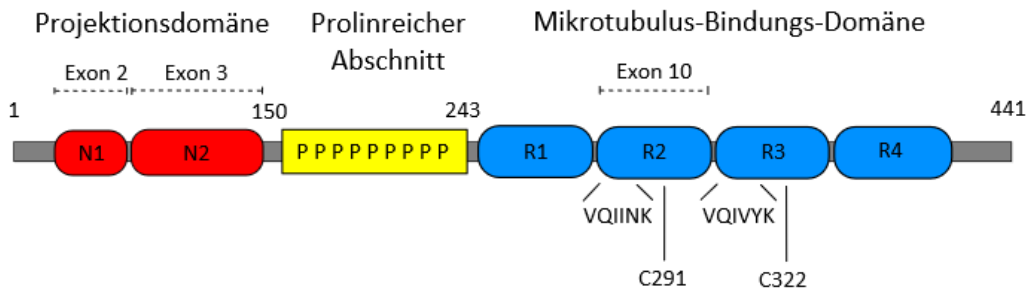 Projektionsdomäne
Prolinreicher
Abschnitt
Mikrotubulus-Bindungs-Domäne
Exon 2
Exon 3
Exon 10
1
150
243
441
N1
N2
P P P P P P P P P
R1
R2
R3
R4
VQIINK
VQIVYK
C291
C322